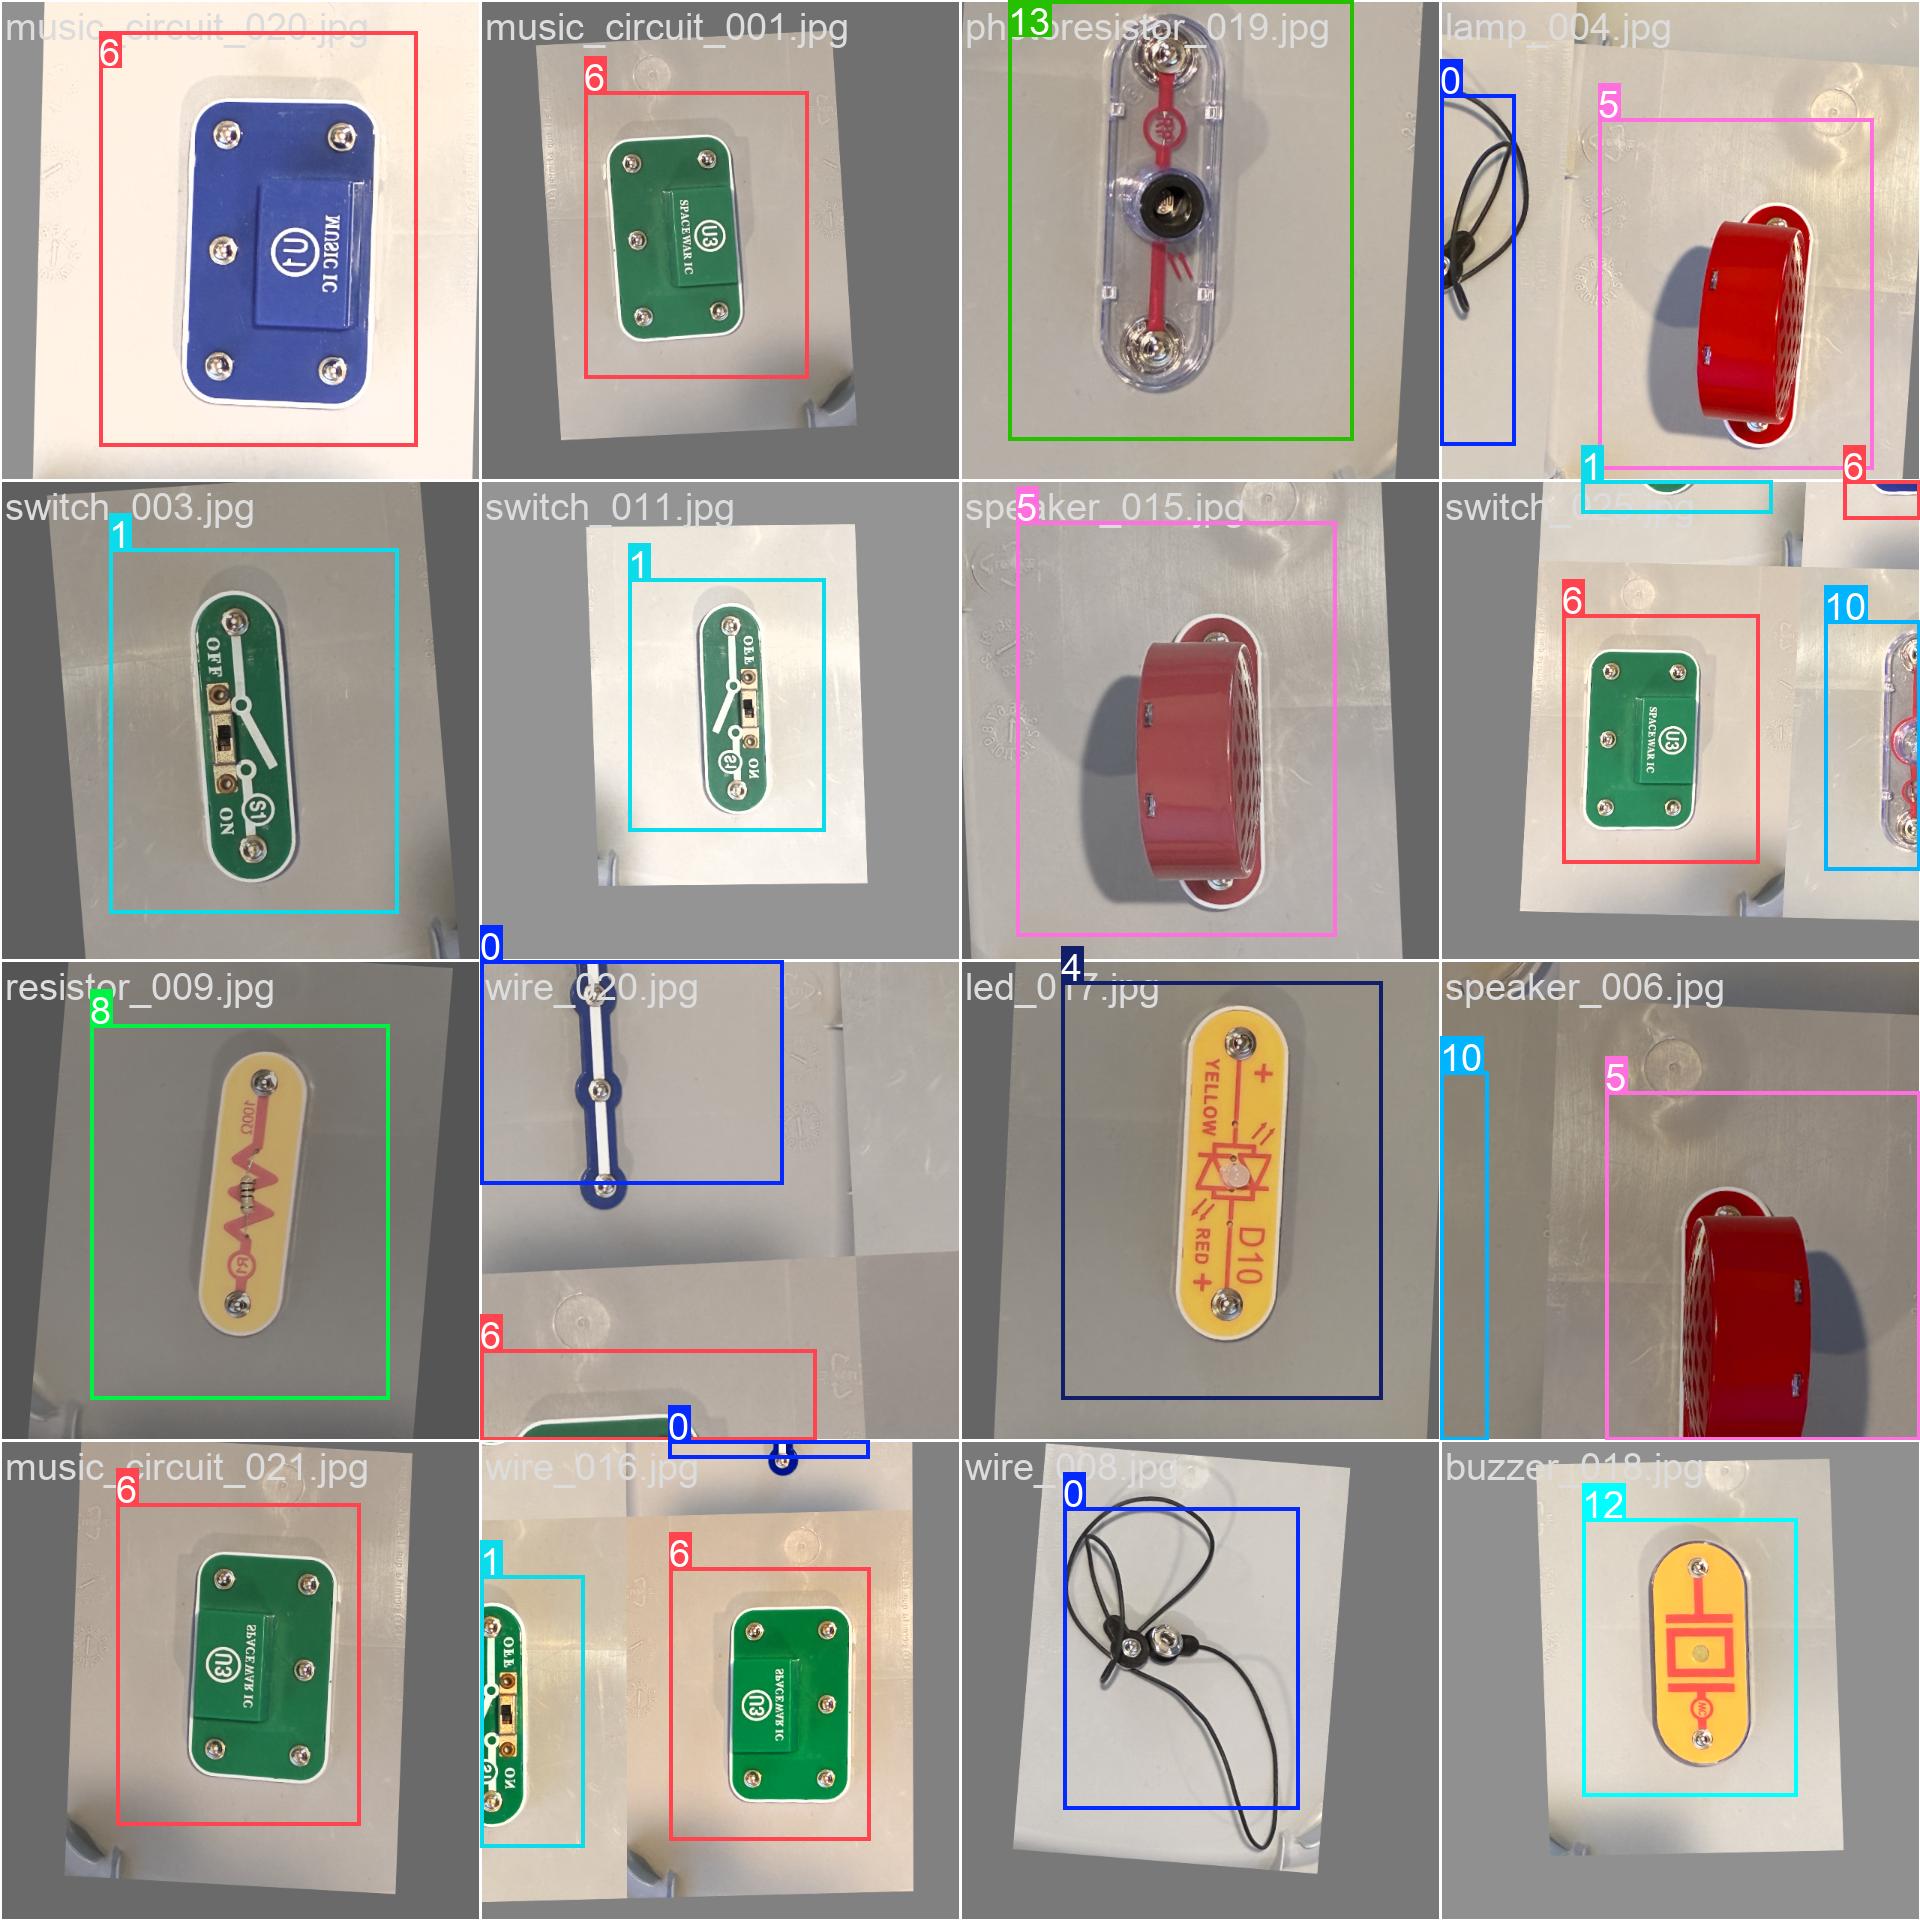 music_circuit_020.jpg
6
MUSIC IC
U1
music_circuit_001.jpg
6
U3
SPACEWAR IC
photoresistor_019.jpg
13
RP
lamp_004.jpg
0
5
1
6
switch_003.jpg
1
OFF
ON
S1
switch_011.jpg
1
OFF
ON
S1
speaker_015.jpg
5
switch_025.jpg
6
10
U3
SPACEWAR IC
resistor_009.jpg
8
100Ω
R1
wire_020.jpg
0
6
0
led_017.jpg
4
YELLOW
+
RED +
D10
speaker_006.jpg
10
5
music_circuit_021.jpg
6
SPACEWAR IC
U3
wire_016.jpg
1
OFF
ON
6
SPACEWAR IC
U3
wire_008.jpg
0
buzzer_018.jpg
12
WC